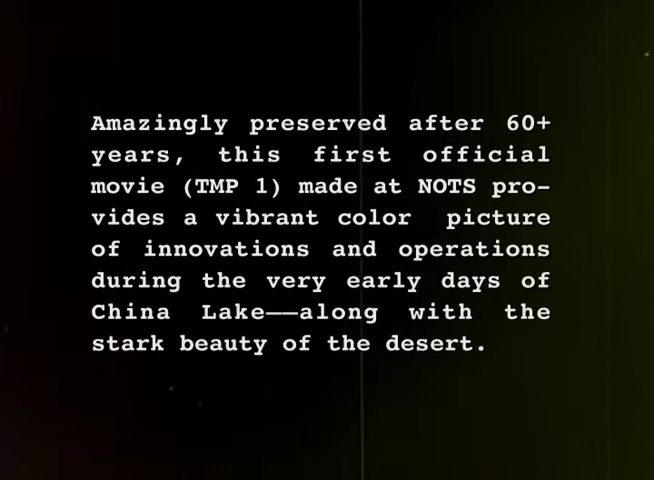 Amazingly preserved after 60+
years, this first official
movie (TMP 1) made at NOTS pro-
vides a vibrant color picture
of innovations and operations
during the very early days of
China Lake——along with the
stark beauty of the desert.